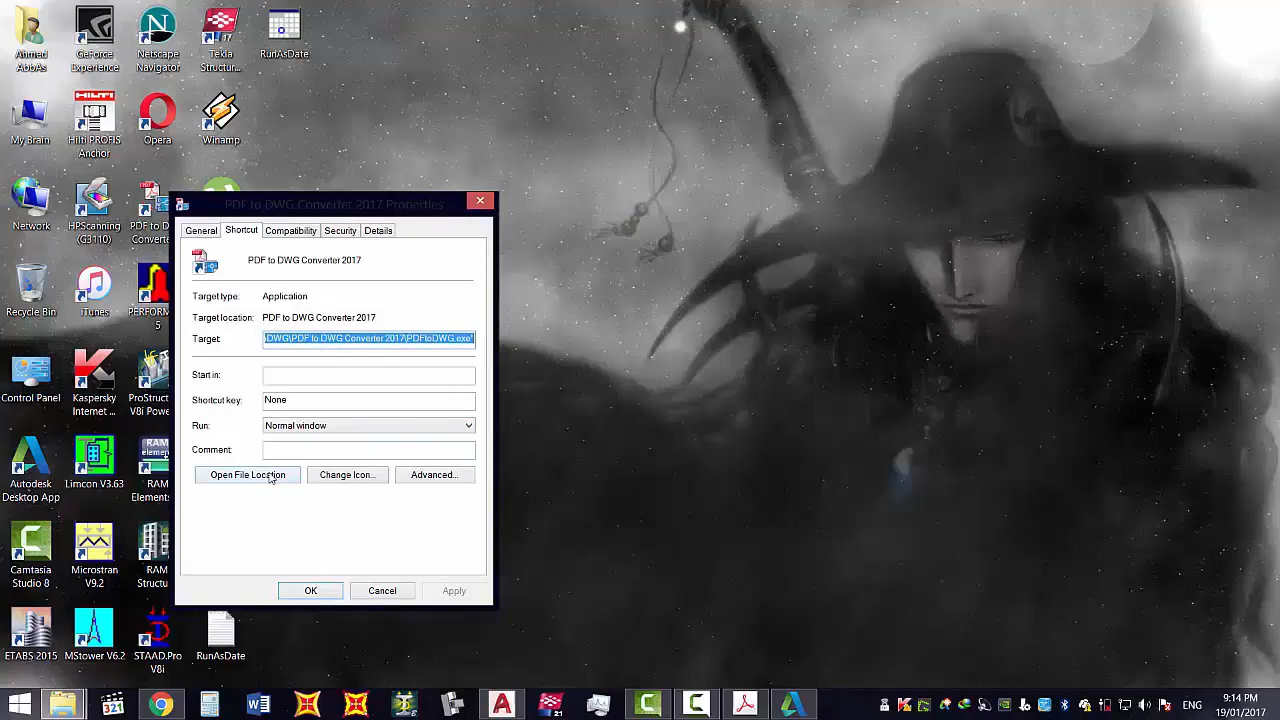 Ahmed
AbbAs
GeForce
Experience
Netscape
Navigator
Tekla
Structur...
17
RunAsDate
My Brain
HILTI
Hilti PROFIS
Anchor
Opera
Winamp
Network
HPScanning
(G3110)
PDF to D
Converte
Recycle Bin
iTunes
PERFORM
5
Control Panel
Kaspersky
Internet ...
ProStruct
V8i Powe
Autodesk
Desktop App
Limcon V3.63
RAM
elemen
RAM
Elements
Camtasia
Studio 8
Microstran
V9.2
RAM
Structu
ETABS 2015
MStower V6.2
STAAD.Pro
V8i
RunAsDate
PDF to DWG Converter 2017 Properties
General
Shortcut
Compatibility
Security
Details
PDF to DWG Converter 2017
Target type: Application
Target location: PDF to DWG Converter 2017
Target: DWG\PDF to DWG Converter 2017\PDFtoDWG.exe"
Start in:
Shortcut key: None
Run: Normal window
Comment:
Open File Location
Change Icon...
Advanced...
OK
Cancel
Apply
321
21
ENG
9:14 PM
19/01/2017